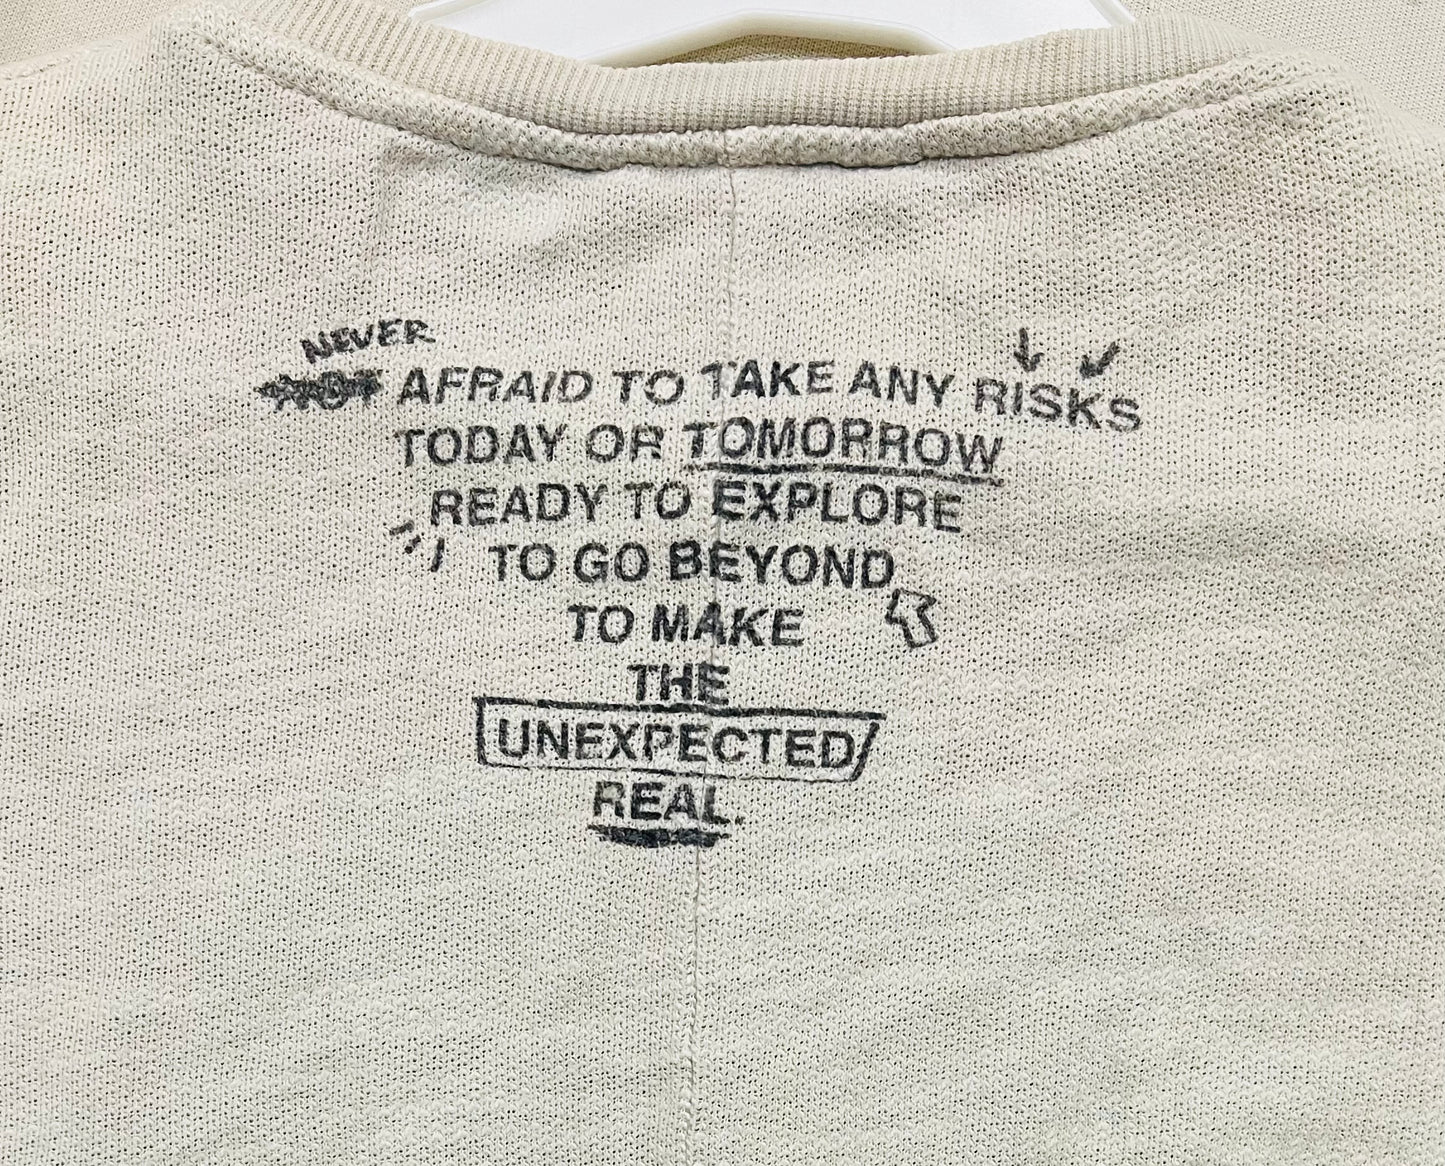 NEVER
AFRAID TO TAKE ANY RISKS
TODAY OR TOMORROW
READY TO EXPLORE
TO GO BEYOND
TO MAKE
THE
UNEXPECTED
REAL.